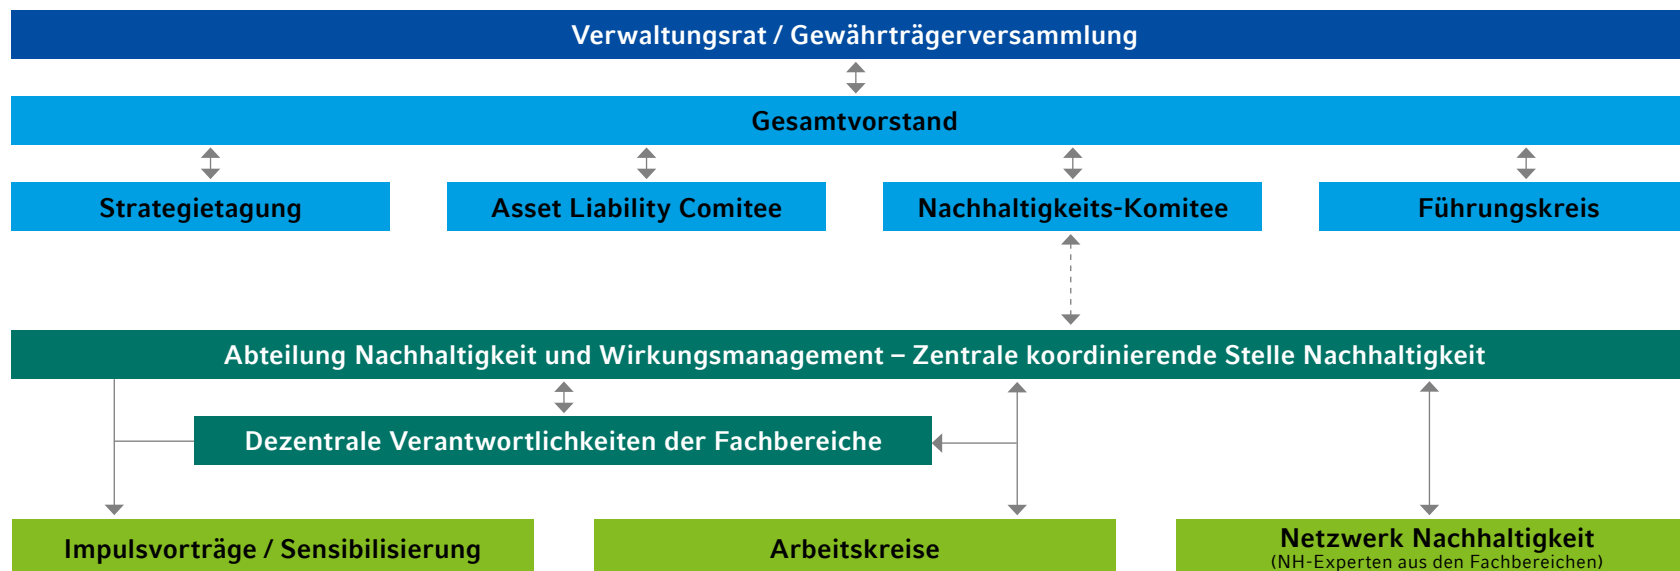 Verwaltungsrat / Gewährträgerversammlung
Gesamtvorstand
Strategietagung
Asset Liability Comitee
Nachhaltigkeits-Komitee
Führungskreis
Abteilung Nachhaltigkeit und Wirkungsmanagement – Zentrale koordinierende Stelle Nachhaltigkeit
Dezentrale Verantwortlichkeiten der Fachbereiche
Impulsvorträge / Sensibilisierung
Arbeitskreise
Netzwerk Nachhaltigkeit
(NH-Experten aus den Fachbereichen)